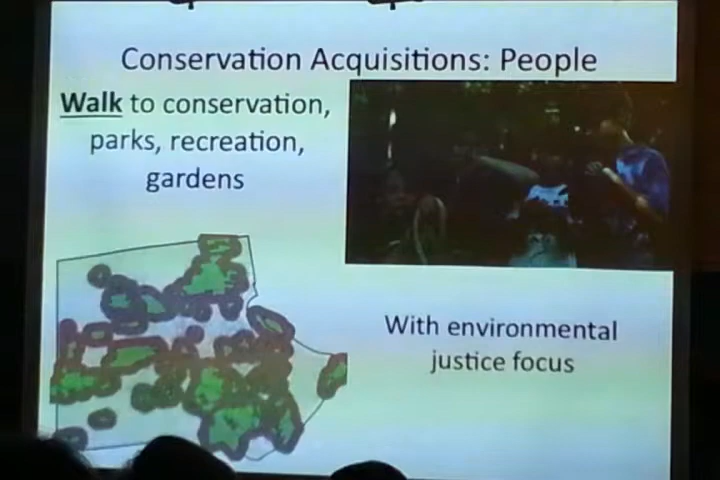 Conservation Acquisitions: People
Walk to conservation,
parks, recreation,
gardens
With environmental
justice focus